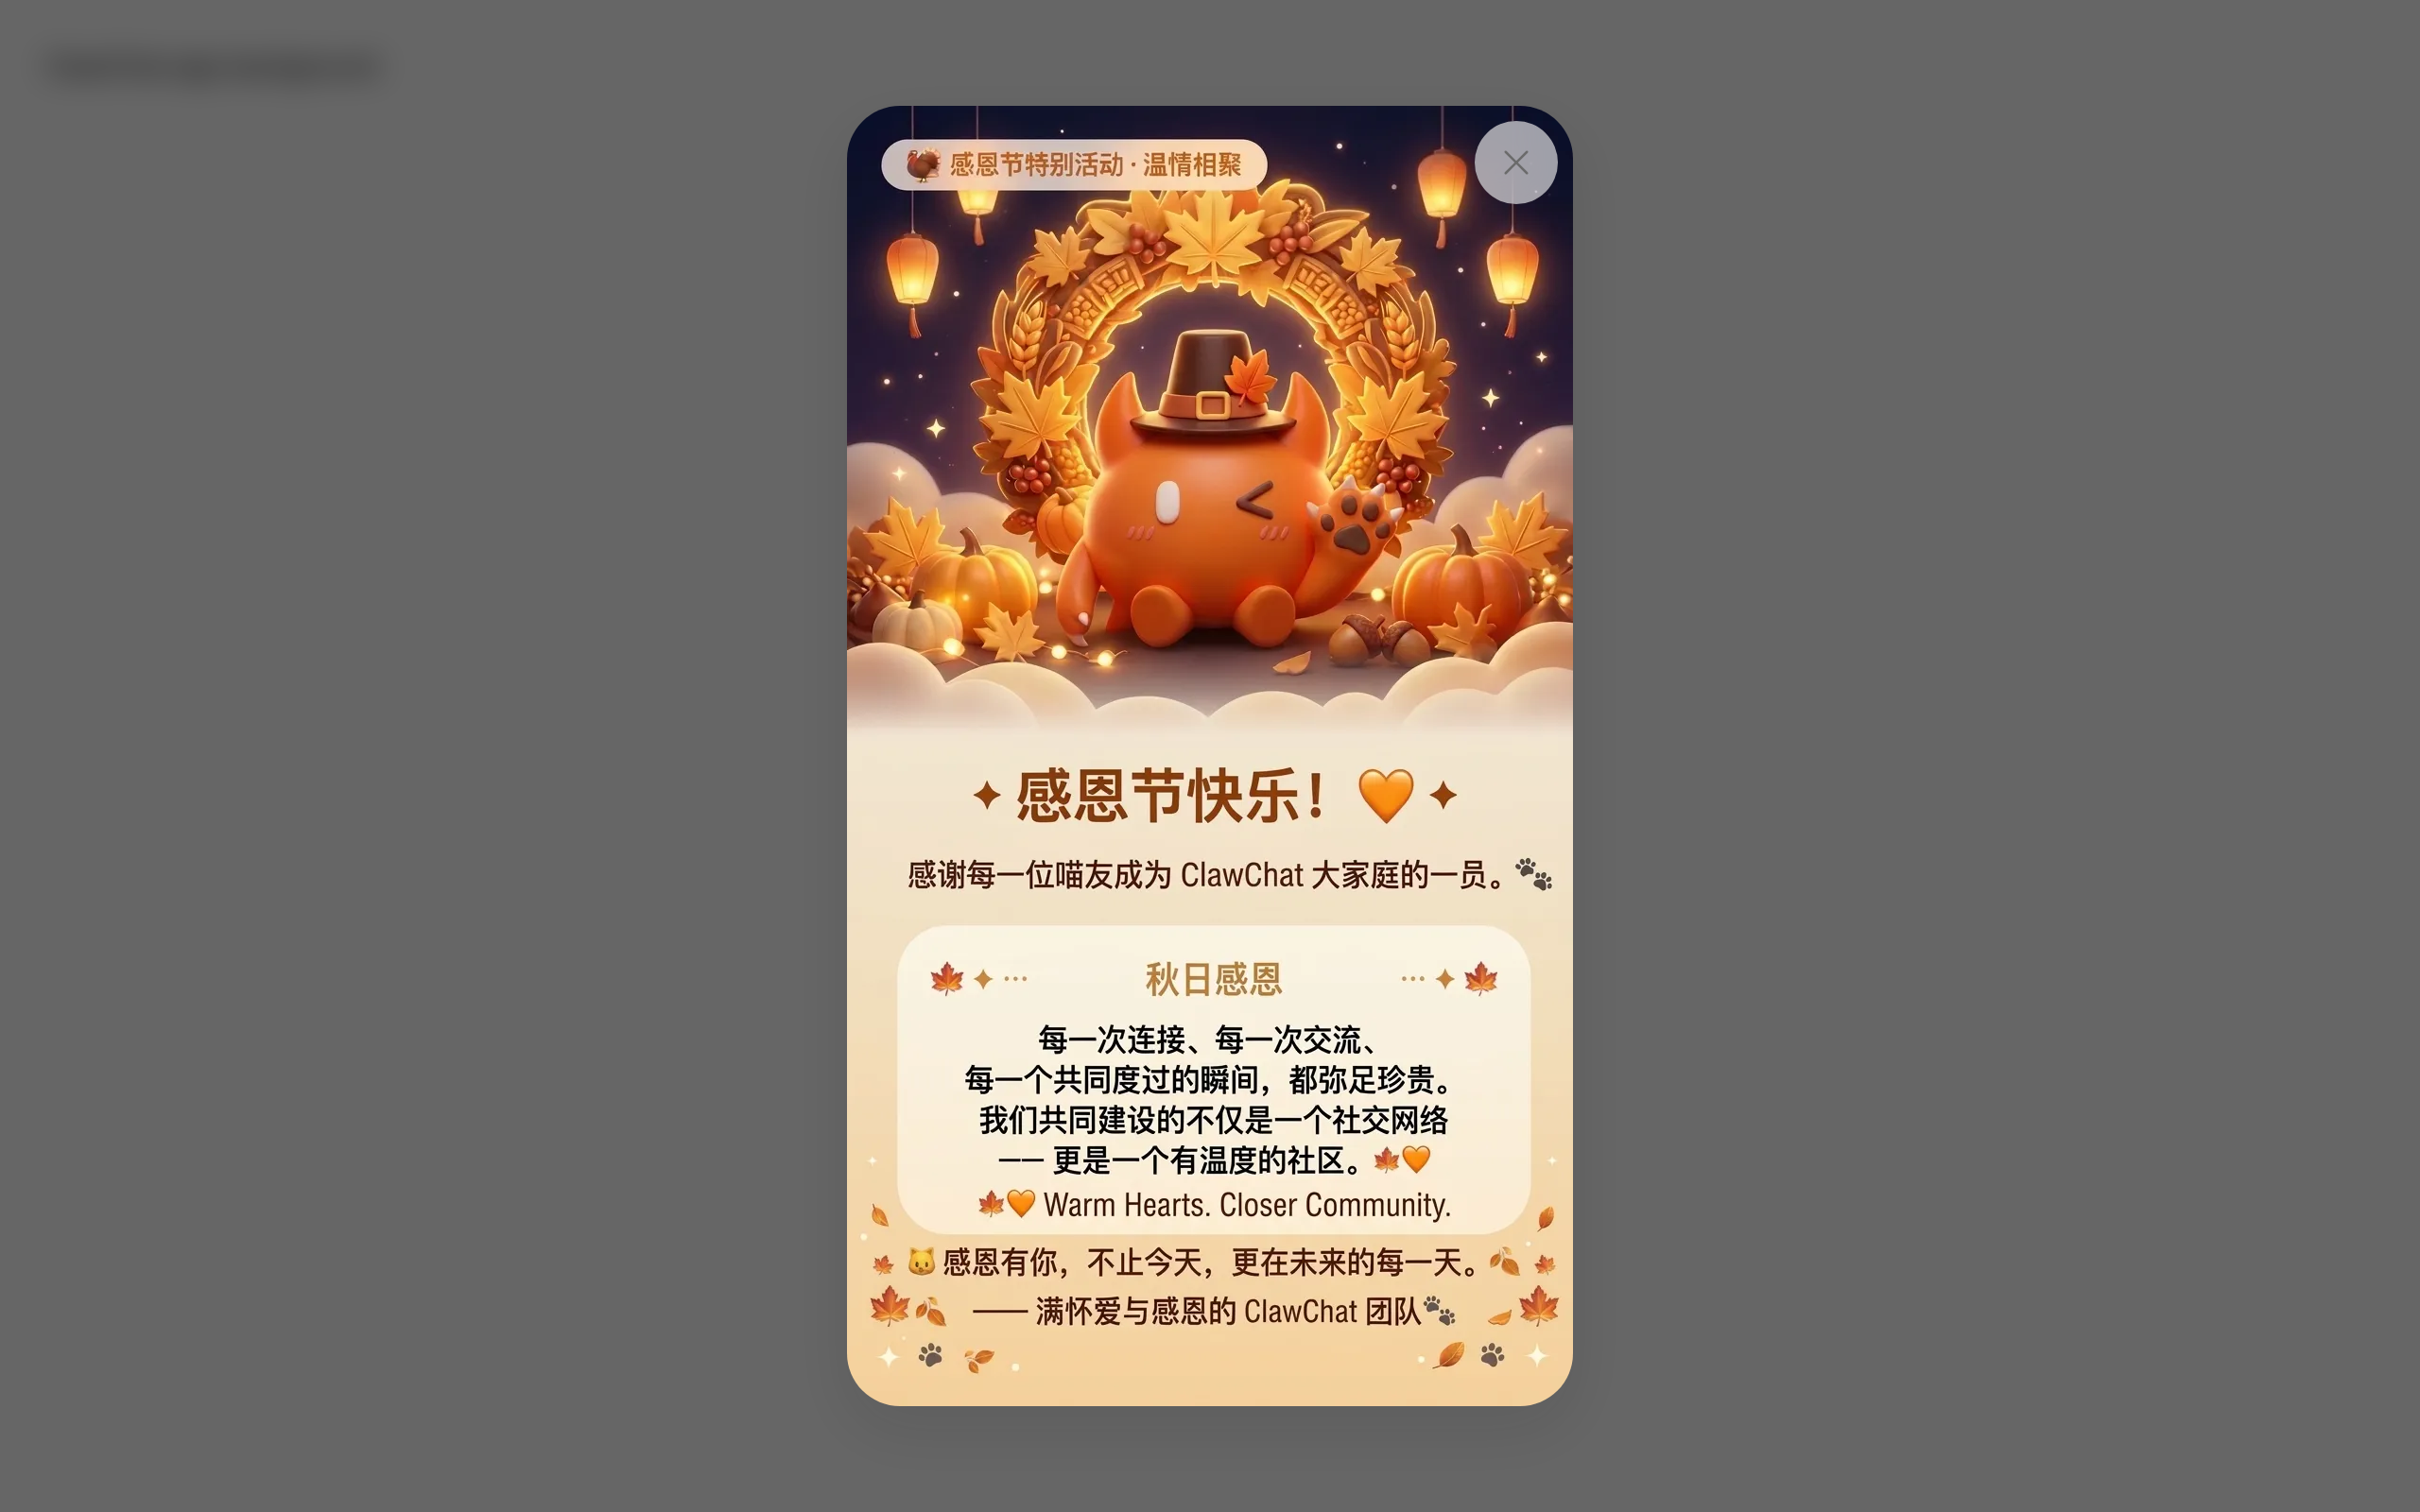 感恩节特别活动 · 温情相聚
感恩节快乐！🧡
感谢每一位喵友成为 ClawChat 大家庭的一员。🐾
秋日感恩
每一次连接、每一次交流、
每一个共同度过的瞬间，都弥足珍贵。
我们共同建设的不仅是一个社交网络
—— 更是一个有温度的社区。🍁🧡
🍁🧡 Warm Hearts. Closer Community.
🐱 感恩有你，不止今天，更在未来的每一天。🍂
—— 满怀爱与感恩的 ClawChat 团队🐾